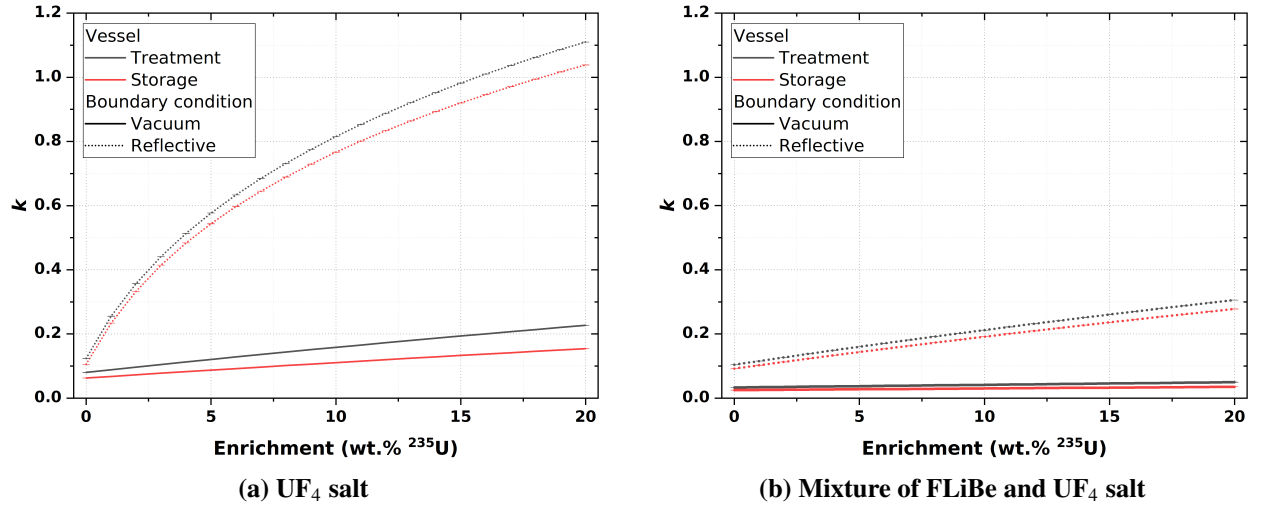 1.2
1.0
0.8
0.6
0.4
0.2
0.0
k
Vessel
Treatment
Storage
Boundary condition
Vacuum
Reflective
0 5 10 15 20
Enrichment (wt.% ²³⁵U)
(a) UF₄ salt
1.2
1.0
0.8
0.6
0.4
0.2
0.0
k
Vessel
Treatment
Storage
Boundary condition
Vacuum
Reflective
0 5 10 15 20
Enrichment (wt.% ²³⁵U)
(b) Mixture of FLiBe and UF₄ salt